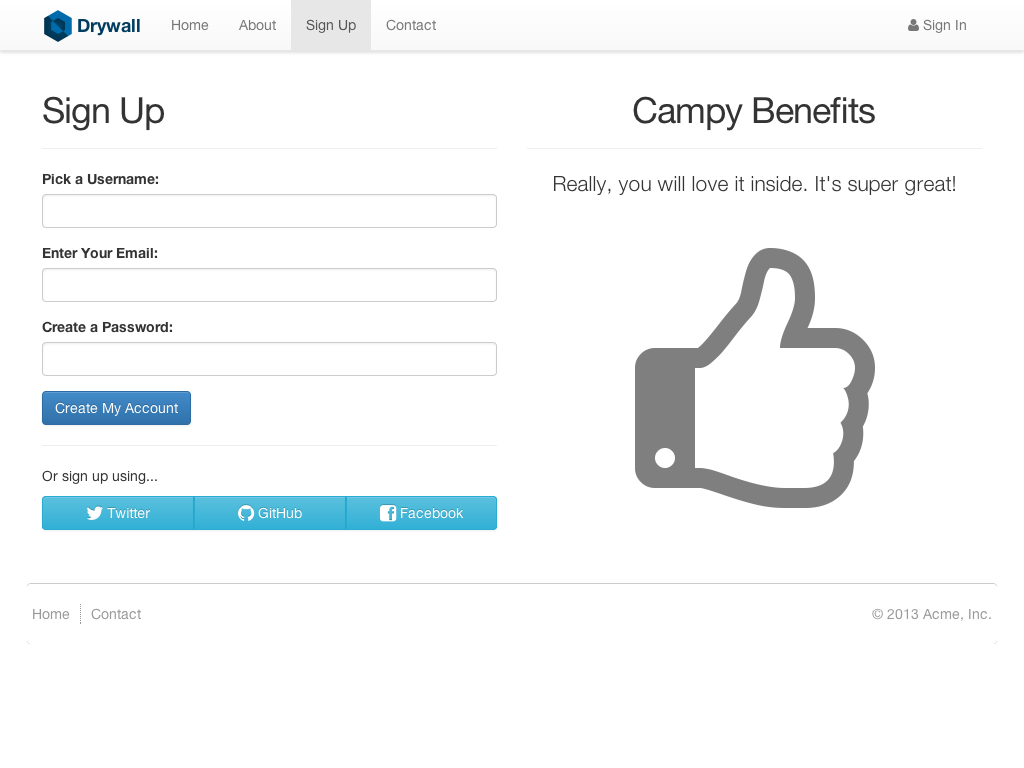 Drywall Home About Sign Up Contact Sign In
Sign Up
Pick a Username:
Enter Your Email:
Create a Password:
Create My Account
Or sign up using...
Twitter GitHub Facebook
Campy Benefits
Really, you will love it inside. It's super great!
Home Contact © 2013 Acme, Inc.